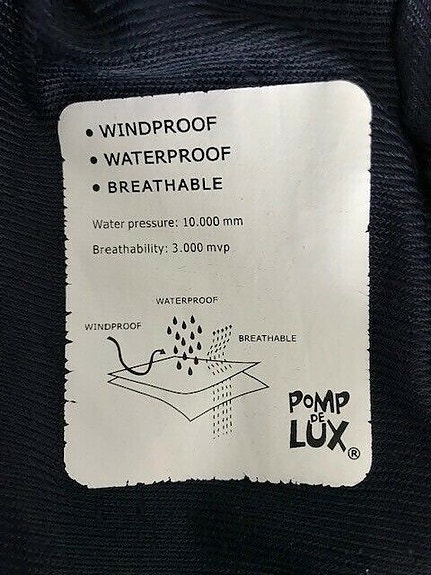 • WINDPROOF
• WATERPROOF
• BREATHABLE
Water pressure: 10.000 mm
Breathability: 3.000 mvp
WATERPROOF
WINDPROOF
BREATHABLE
POMP
DE
LUX®